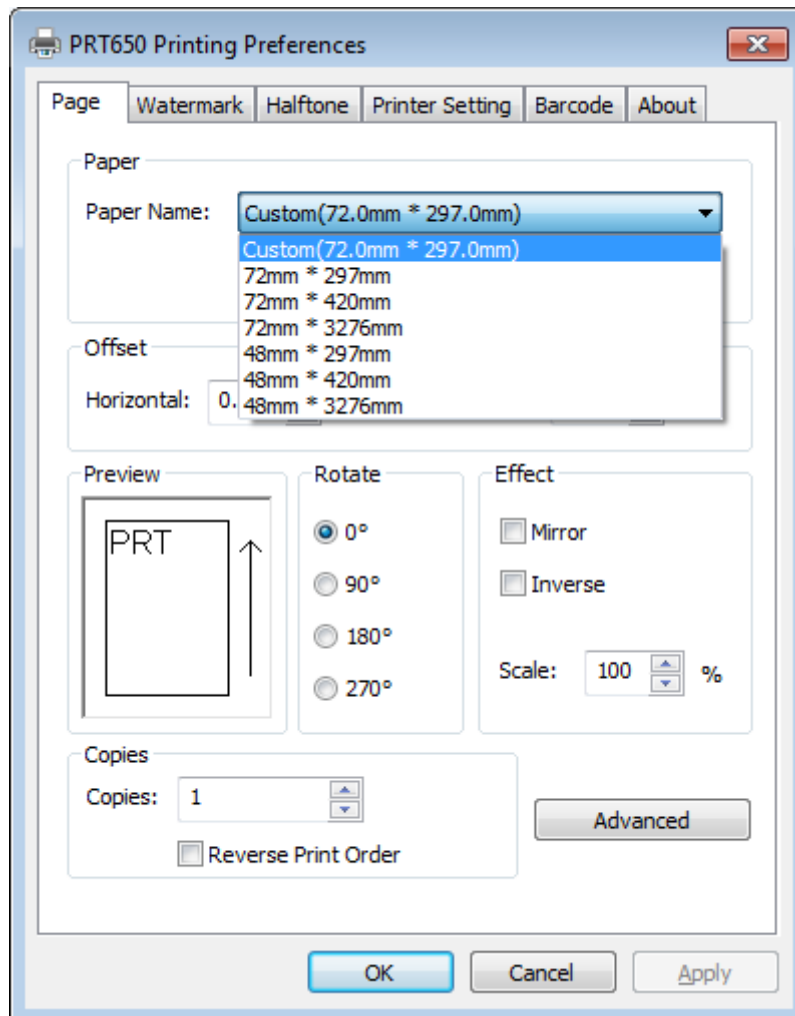 PRT650 Printing Preferences
Page Watermark Halftone Printer Setting Barcode About
Paper
Paper Name: Custom(72.0mm * 297.0mm)
Custom(72.0mm * 297.0mm)
72mm * 297mm
72mm * 420mm
72mm * 3276mm
48mm * 297mm
48mm * 420mm
48mm * 3276mm
Offset
Horizontal: 0.
Preview
PRT
Rotate
0°
90°
180°
270°
Effect
Mirror
Inverse
Scale: 100 %
Copies
Copies: 1
Reverse Print Order
Advanced
OK Cancel Apply